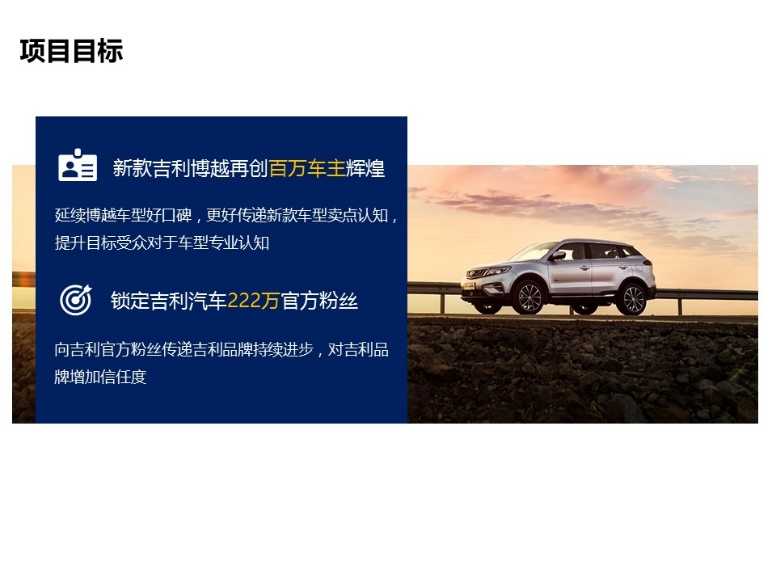 项目目标
新款吉利博越再创百万车主辉煌
延续博越车型好口碑，更好传递新款车型卖点认知，
提升目标受众对于车型专业认知
锁定吉利汽车222万官方粉丝
向吉利官方粉丝传递吉利品牌持续进步，对吉利品
牌增加信任度